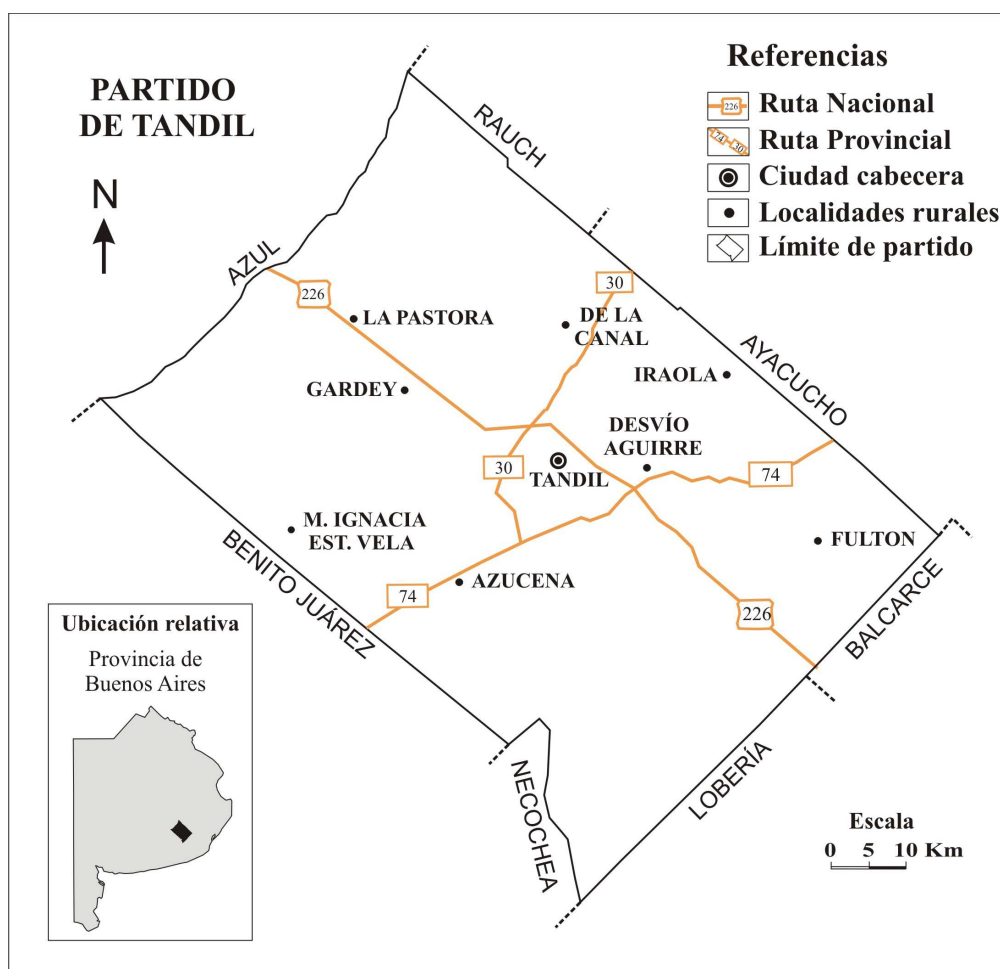 PARTIDO
DE TANDIL
N
Referencias
226
Ruta Nacional
74 30
Ruta Provincial
Ciudad cabecera
Localidades rurales
Límite de partido
RAUCH
AZUL
226
30
LA PASTORA
DE LA
CANAL
AYACUCHO
IRAOLA
GARDEY
DESVÍO
AGUIRRE
30
TANDIL
74
M. IGNACIA
EST. VELA
FULTON
BENITO JUÁREZ
AZUCENA
74
226
BALCARCE
NECOCHEA
LOBERÍA
Ubicación relativa
Provincia de
Buenos Aires
Escala
0 5 10 Km